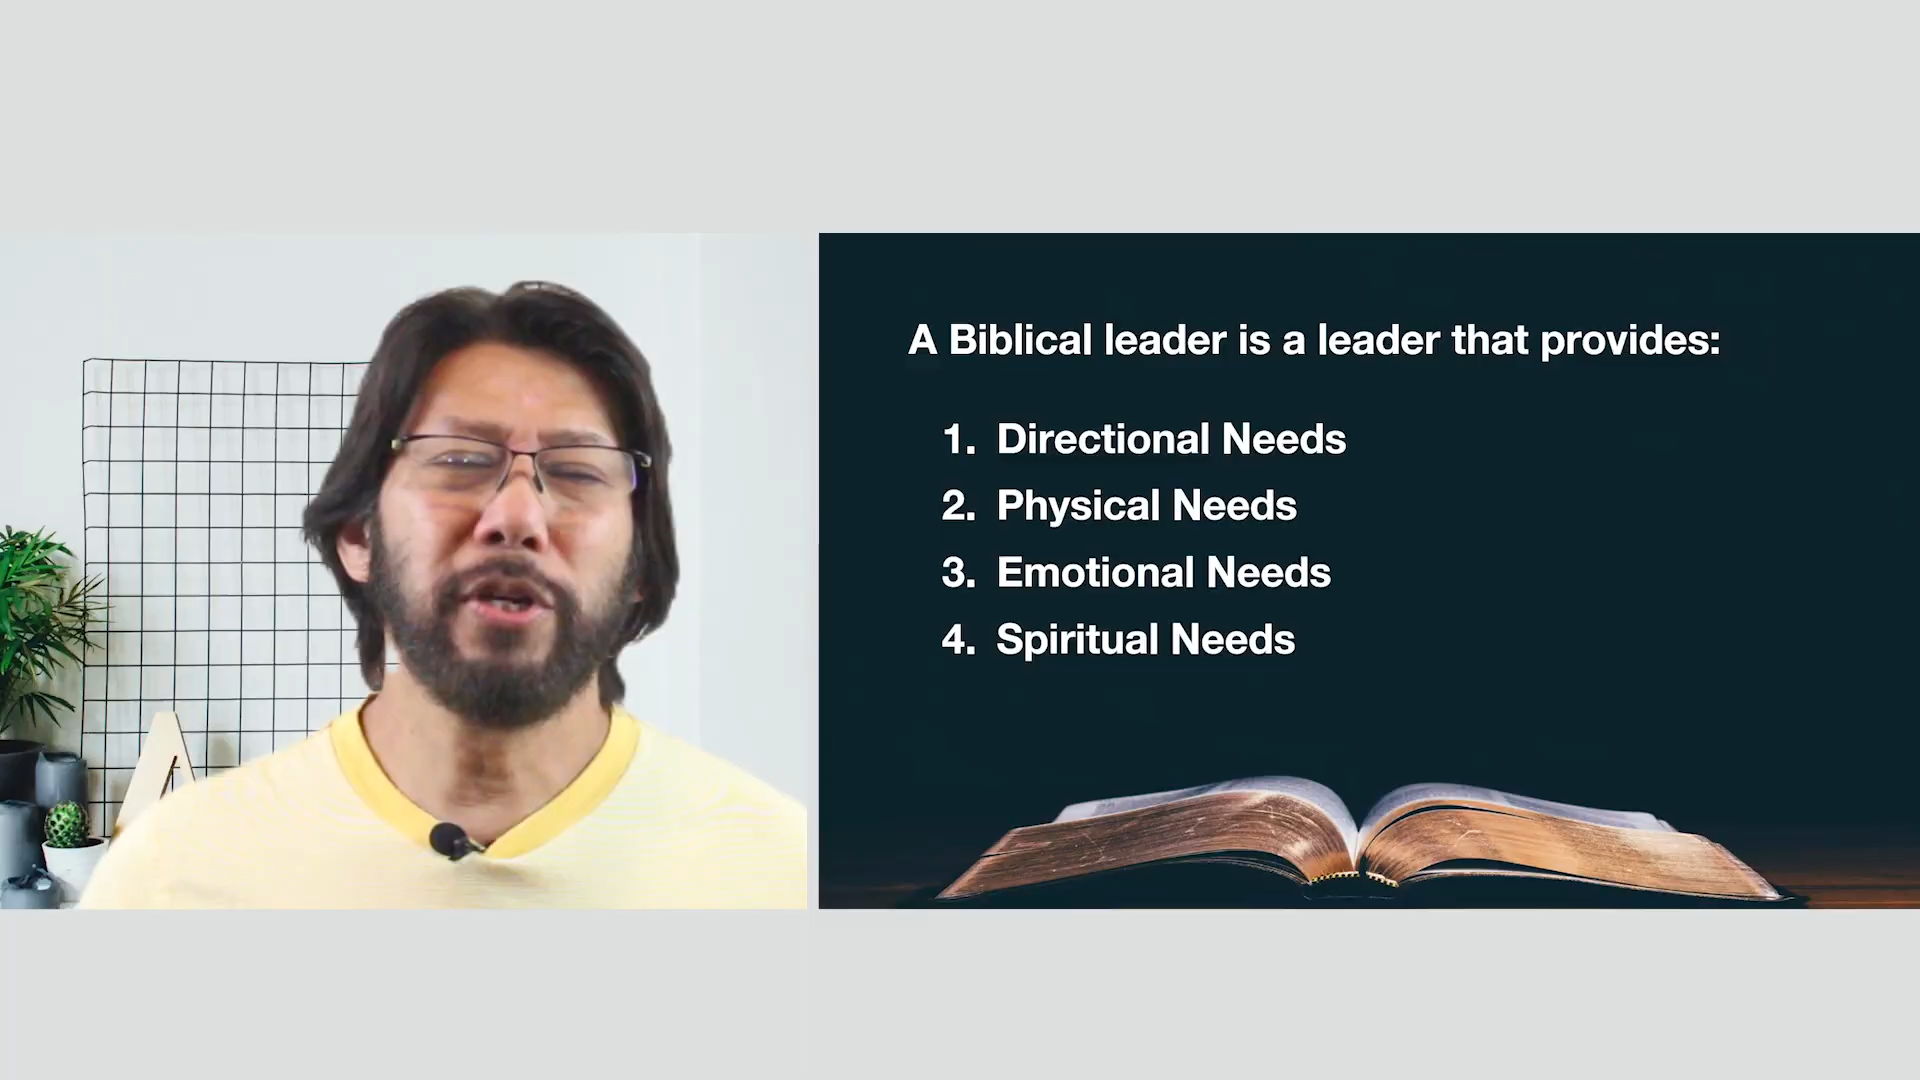 A Biblical leader is a leader that provides:
1. Directional Needs
2. Physical Needs
3. Emotional Needs
4. Spiritual Needs